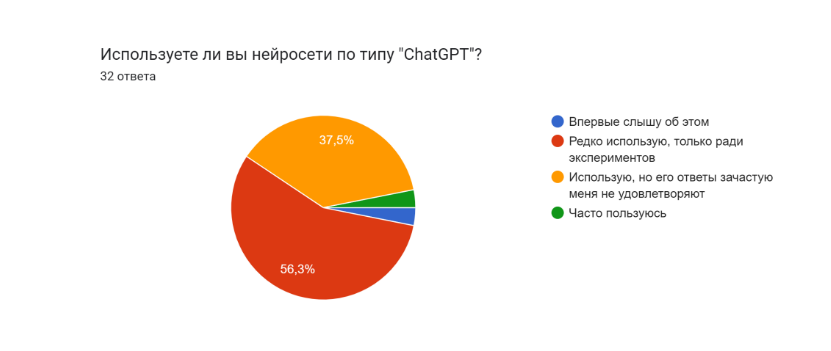 Используете ли вы нейросети по типу "ChatGPT"?
32 ответа
37,5%
56,3%
Впервые слышу об этом
Редко использую, только ради
экспериментов
Использую, но его ответы зачастую
меня не удовлетворяют
Часто пользуюсь